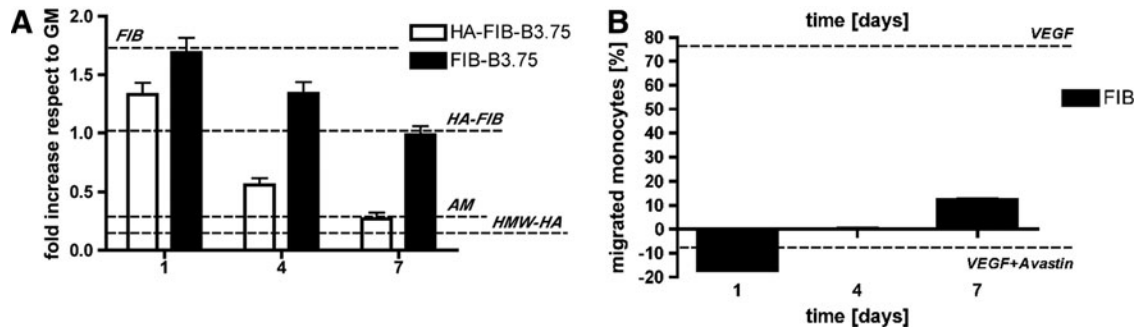 A
fold increase respect to GM
2.0
1.5
1.0
0.5
0.0
FIB
HA-FIB-B3.75
FIB-B3.75
HA-FIB
AM
HMW-HA
1 4 7
B
time [days]
migrated monocytes [%]
80
70
60
50
40
30
20
10
0
-10
-20
VEGF
FIB
VEGF+Avastin
1 4 7
time [days]